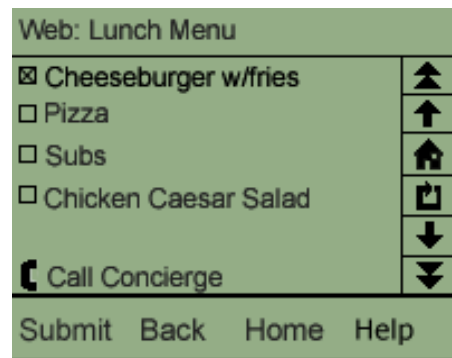 Web: Lunch Menu
Cheeseburger w/fries
Pizza
Subs
Chicken Caesar Salad
Call Concierge
Submit Back Home Help